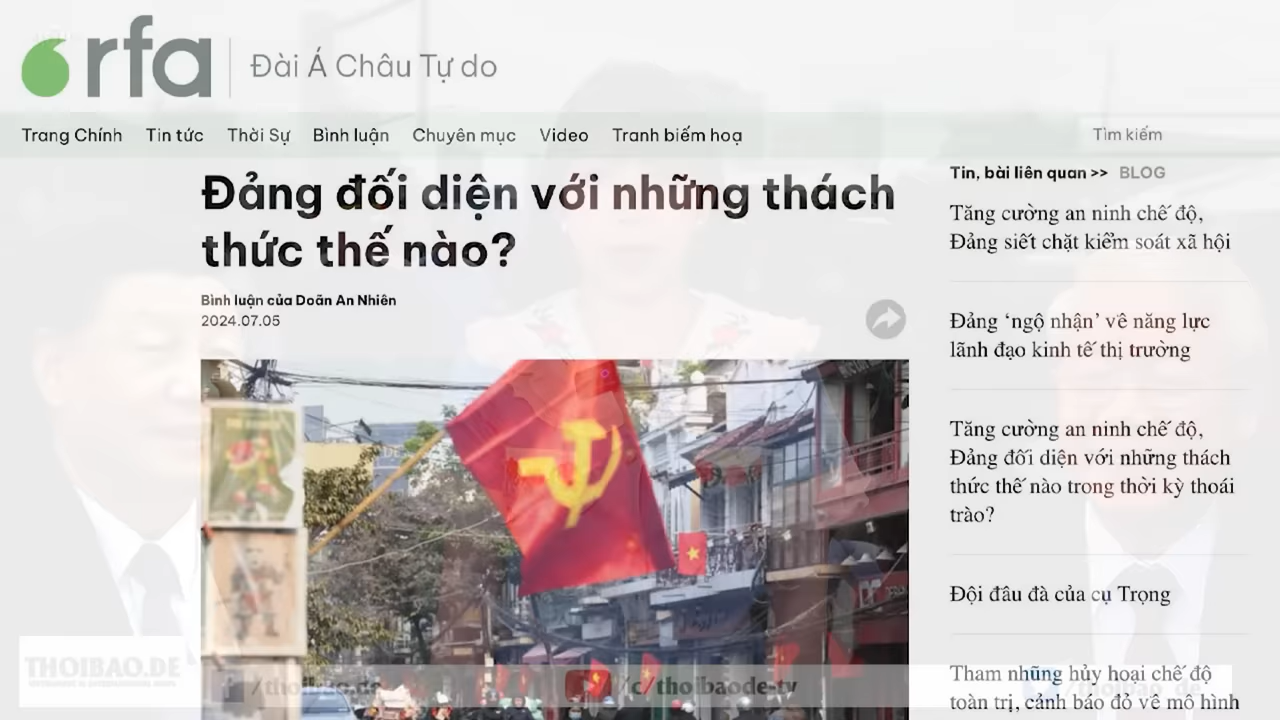 rfa
Đài Á Châu Tự do
Trang Chính Tin tức Thời Sự Bình luận Chuyên mục Video Tranh biếm hoạ
Tìm kiếm
Đảng đối diện với những thách
thức thế nào?
Bình luận của Doãn An Nhiên
2024.07.05
Tin, bài liên quan >> BLOG
Tăng cường an ninh chế độ,
Đảng siết chặt kiểm soát xã hội
Đảng ‘ngộ nhận’ về năng lực
lãnh đạo kinh tế thị trường
Tăng cường an ninh chế độ,
Đảng đối diện với những thách
thức thế nào trong thời kỳ thoái
trào?
Đội đâu đà của cụ Trọng
Tham nhũng hủy hoại chế độ
toàn trị, cảnh báo đỏ về mô hình
THOIBAO.DE
/thoibao.de
/c/thoibaode-tv
/thoibao_de